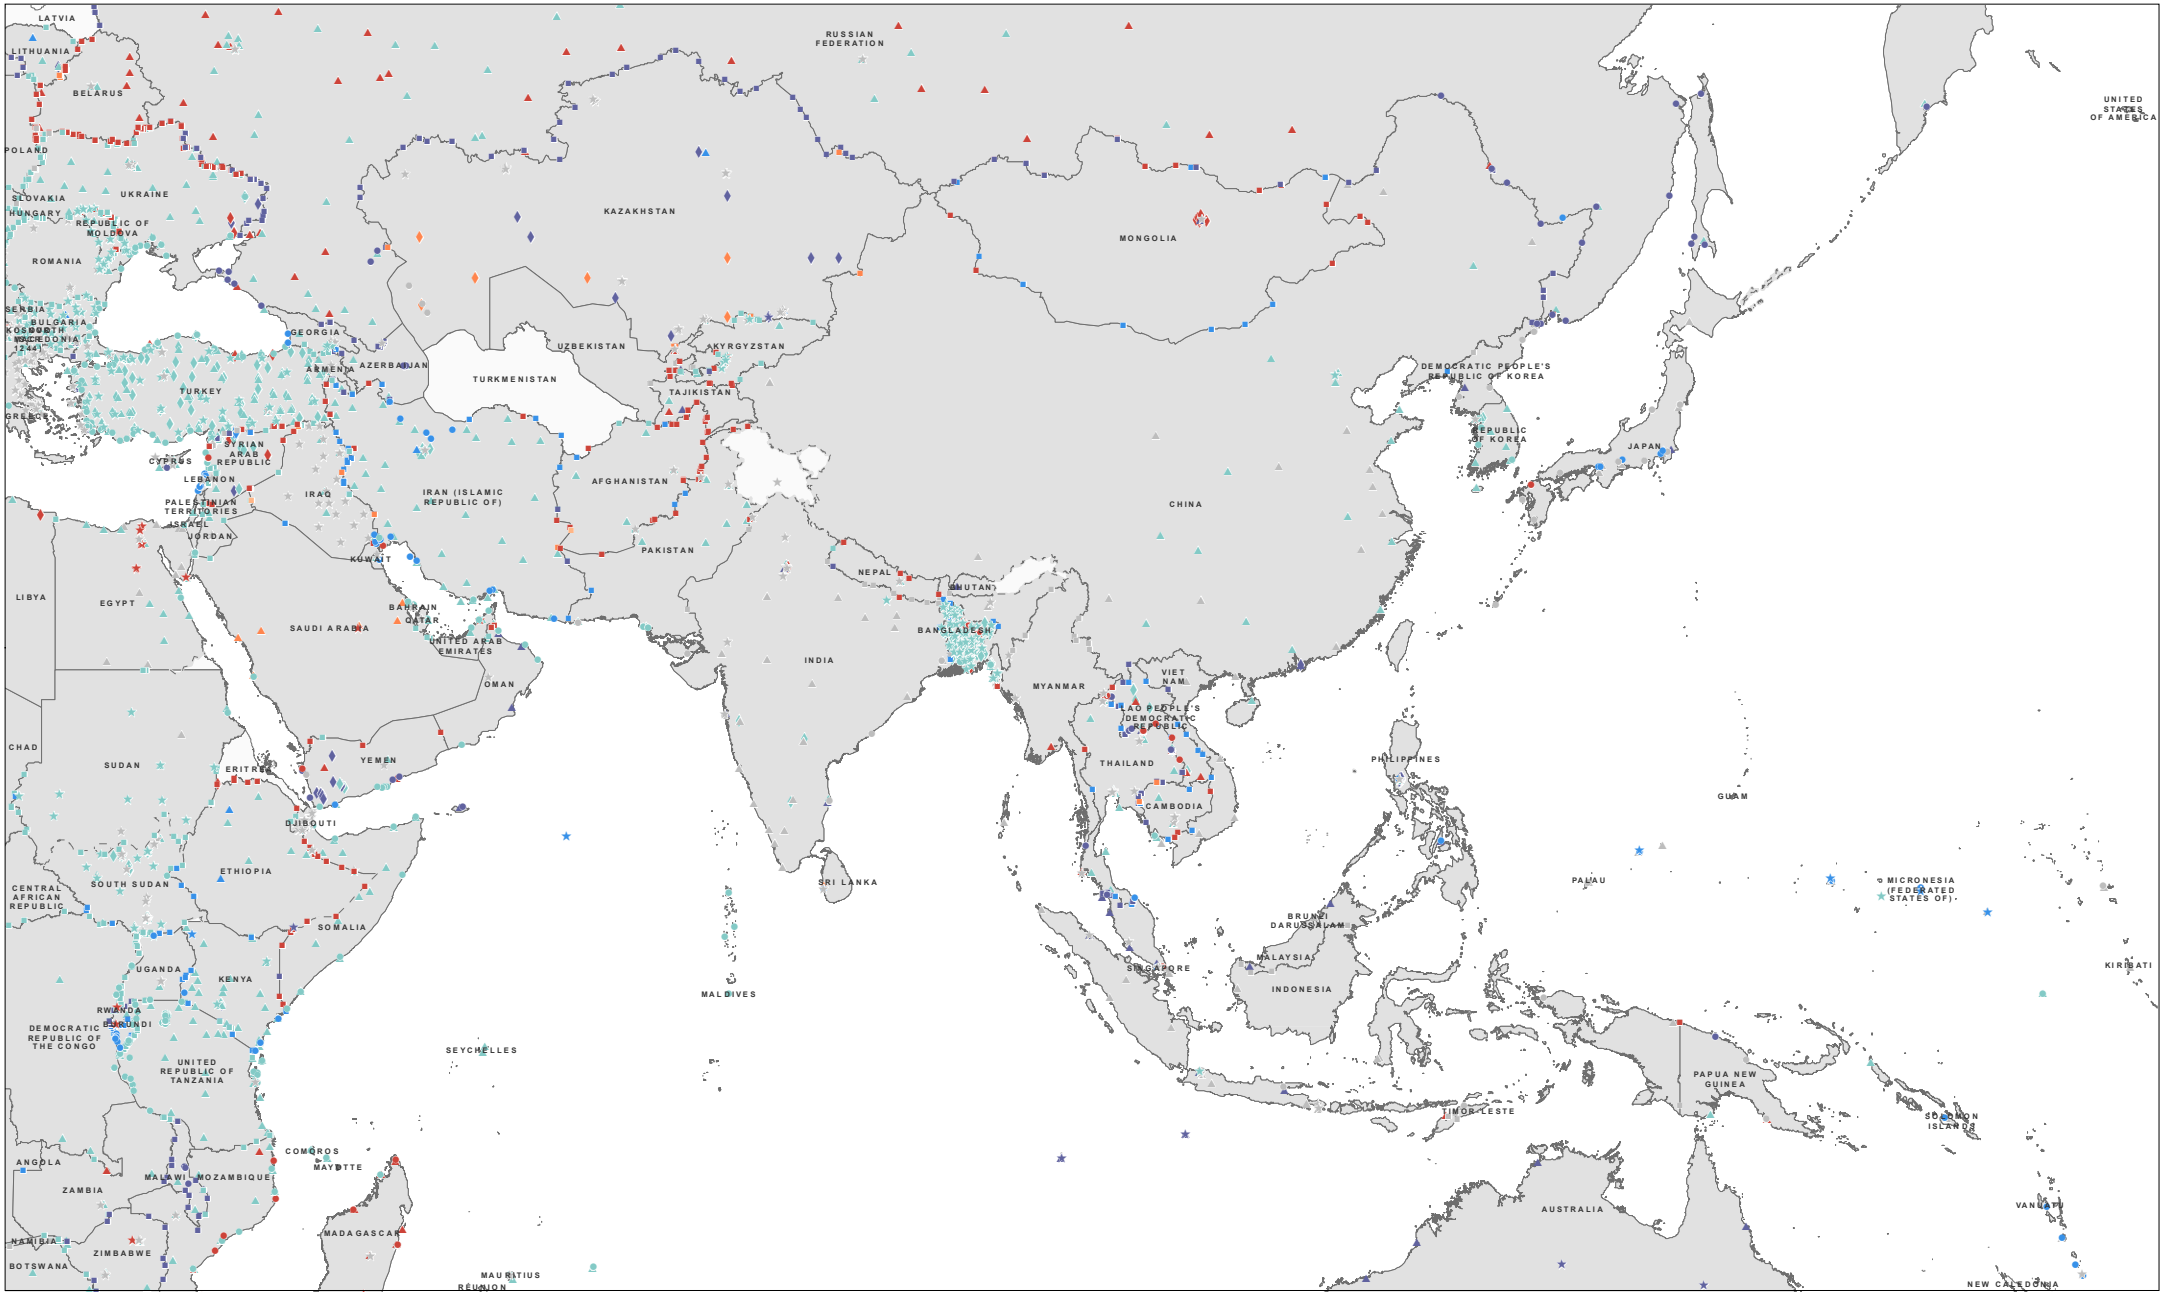 LATVIA
LITHUANIA
BELARUS
POLAND
UKRAINE
SLOVAKIA
HUNGARY
REPUBLIC OF
MOLDOVA
ROMANIA
SERBIA
BULGARIA
MACEDONIA
1244)
GREECE
TURKEY
GEORGIA
ARMENIA
AZERBAIJAN
RUSSIAN
FEDERATION
KAZAKHSTAN
UZBEKISTAN
TURKMENISTAN
KYRGYZSTAN
TAJIKISTAN
MONGOLIA
UNITED
STATES
OF AMERICA
DEMOCRATIC PEOPLE'S
REPUBLIC OF KOREA
REPUBLIC
OF KOREA
JAPAN
CHINA
CYPRUS
SYRIAN
ARAB
REPUBLIC
LEBANON
PALESTINIAN
TERRITORIES
ISRAEL
JORDAN
IRAQ
IRAN (ISLAMIC
REPUBLIC OF)
AFGHANISTAN
PAKISTAN
KUWAIT
BAHRAIN
QATAR
UNITED ARAB
EMIRATES
SAUDI ARABIA
OMAN
YEMEN
LIBYA
EGYPT
CHAD
SUDAN
ERITREA
DJIBOUTI
ETHIOPIA
SOUTH SUDAN
CENTRAL
AFRICAN
REPUBLIC
SOMALIA
UGANDA
KENYA
RWANDA
BURUNDI
DEMOCRATIC
REPUBLIC OF
THE CONGO
UNITED
REPUBLIC OF
TANZANIA
ANGOLA
ZAMBIA
MALAWI
MOZAMBIQUE
COMOROS
MAYOTTE
MADAGASCAR
NAMIBIA
ZIMBABWE
BOTSWANA
MAURITIUS
RÉUNION
SEYCHELLES
MALDIVES
NEPAL
BHUTAN
BANGLADESH
INDIA
SRI LANKA
MYANMAR
VIET
NAM
LAO PEOPLE'S
DEMOCRATIC
REPUBLIC
THAILAND
CAMBODIA
PHILIPPINES
GUAM
PALAU
MICRONESIA
(FEDERATED
STATES OF)
BRUNEI
DARUSSALAM
MALAYSIA
SINGAPORE
INDONESIA
KIRIBATI
TIMOR-LESTE
PAPUA NEW
GUINEA
SOLOMON
ISLANDS
AUSTRALIA
VANUATU
NEW CALEDONIA